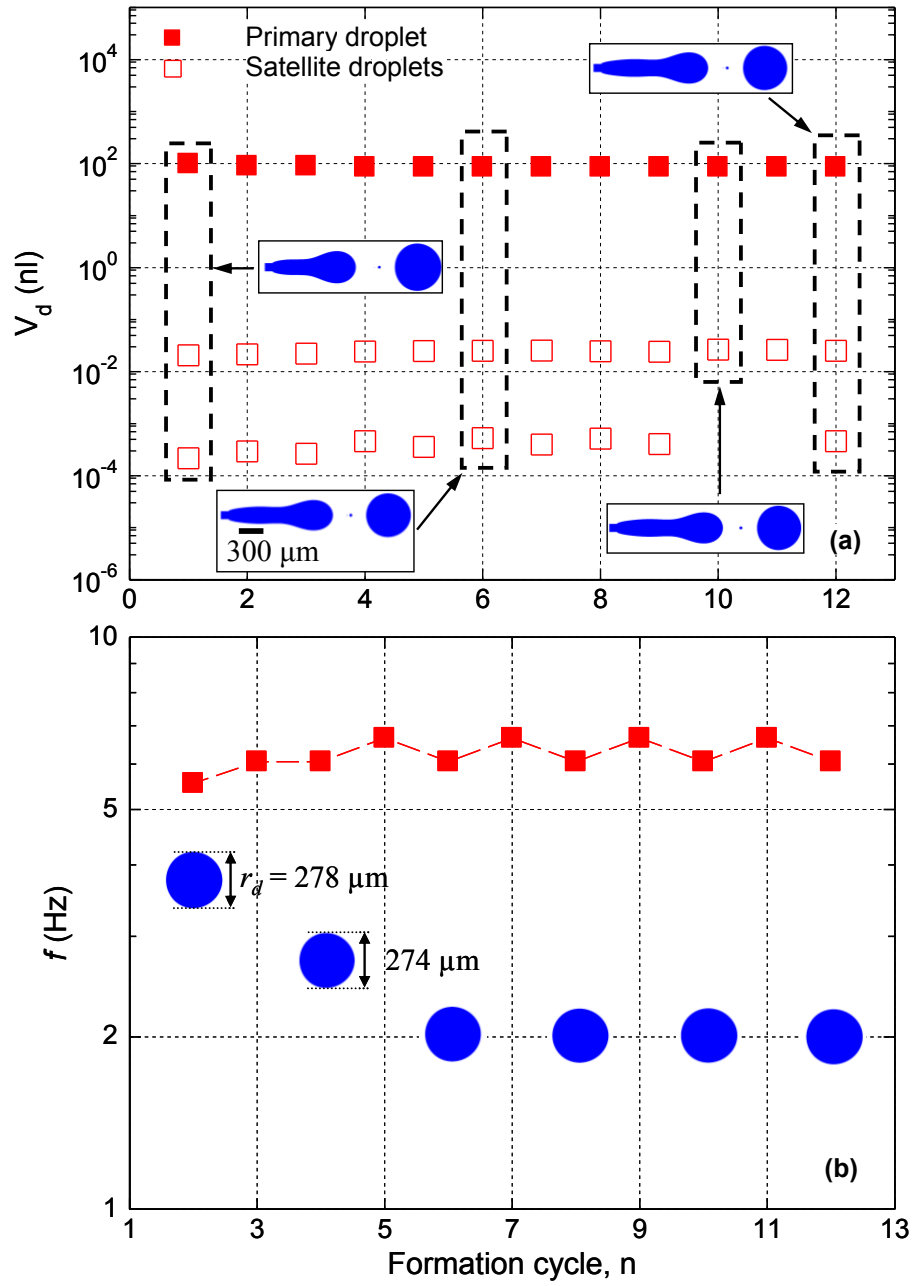 Primary droplet
Satellite droplets
10^4
10^2
10^0
10^-2
10^-4
10^-6
V_d (nl)
300 µm
(a)
0 2 4 6 8 10 12
10
5
2
1
f (Hz)
r_d = 278 µm
274 µm
(b)
1 3 5 7 9 11 13
Formation cycle, n